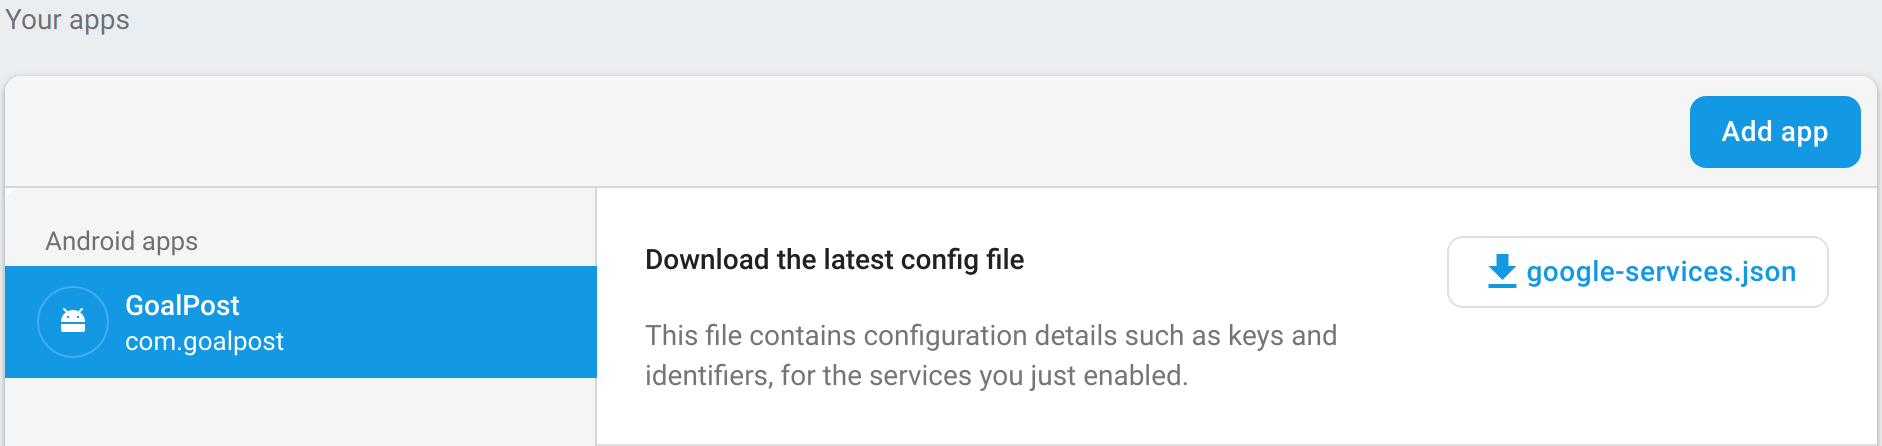 Your apps
Add app
Android apps
GoalPost
com.goalpost
Download the latest config file
google-services.json
This file contains configuration details such as keys and
identifiers, for the services you just enabled.